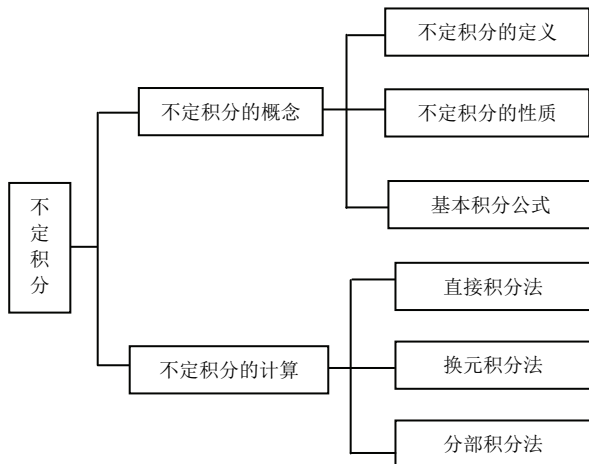 不定积分
不定积分的概念
不定积分的定义
不定积分的性质
基本积分公式
不定积分的计算
直接积分法
换元积分法
分部积分法